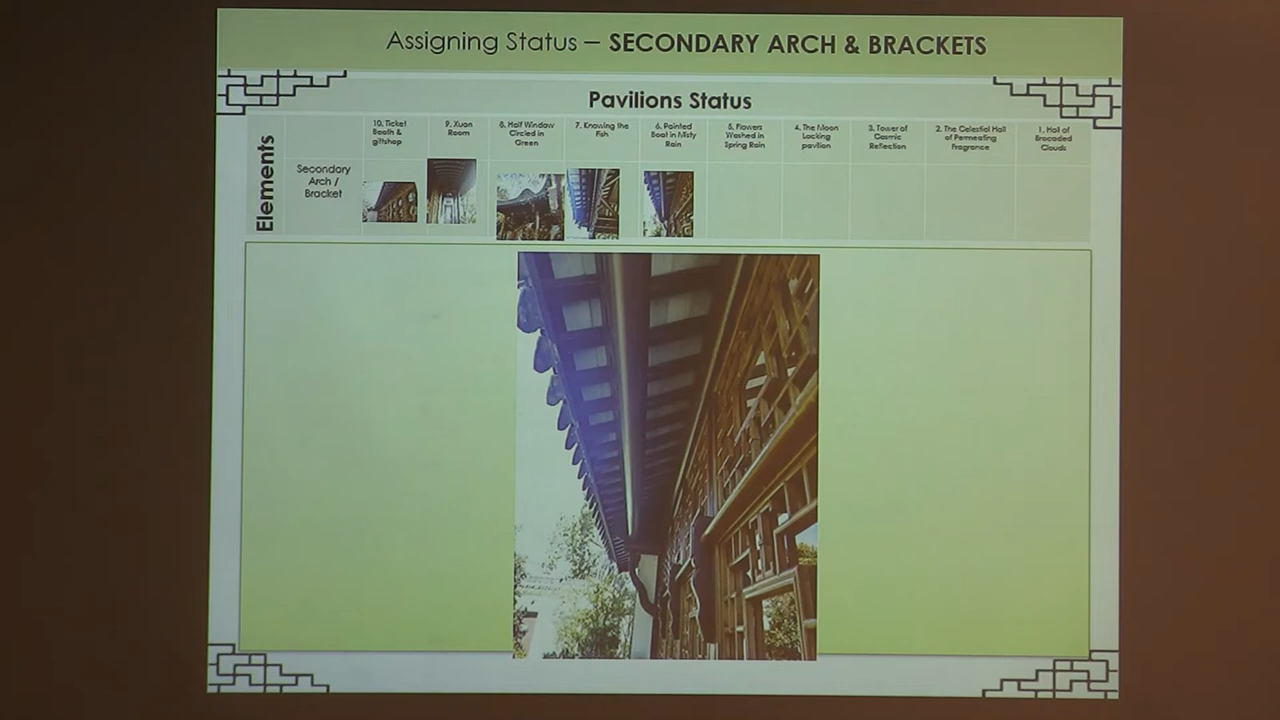 Assigning Status – SECONDARY ARCH & BRACKETS
Pavilions Status
Elements
10. Ticket
Booth &
giftshop
9. Xuan
Room
8. Half Window
Circled in
Green
7. Knowing the
Fish
6. Painted
Boat in Misty
Rain
5. Flowers
Washed in
Spring Rain
4. The Moon
Locking
pavilion
3. Tower of
Cosmic
Reflection
2. The Celestial Hall
of Permeating
Fragrance
1. Hall of
Brocaded
Clouds
Secondary
Arch /
Bracket